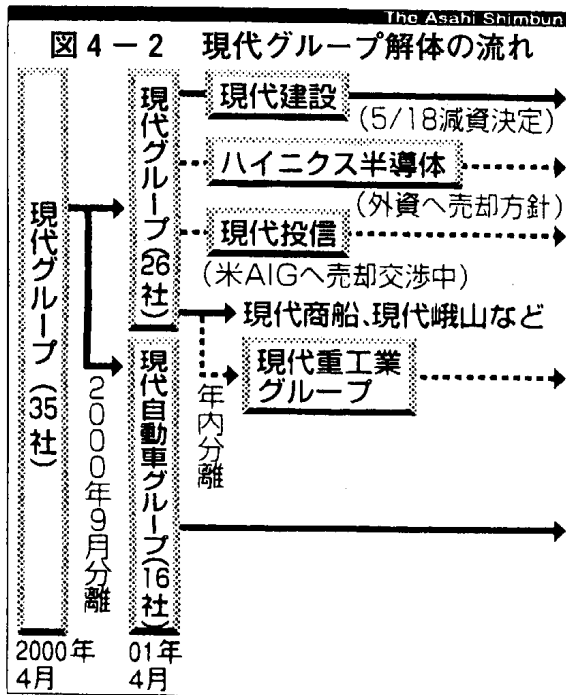 The Asahi Shimbun
図4−2 現代グループ解体の流れ
現代グループ(35社)
2000年9月分離
現代グループ(26社)
現代自動車グループ(16社)
現代建設
(5/18減資決定)
ハイニクス半導体
(外資へ売却方針)
現代投信
(米AIGへ売却交渉中)
現代商船、現代峨山など
年内分離
現代重工業
グループ
2000年
4月
01年
4月